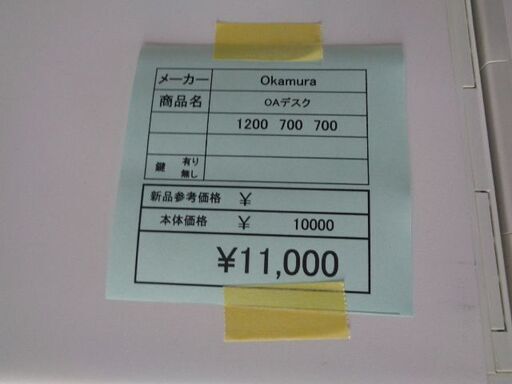 メーカー Okamura
商品名 OAデスク
1200 700 700
鍵 有り 無し
新品参考価格 ¥
本体価格 ¥ 10000
¥11,000